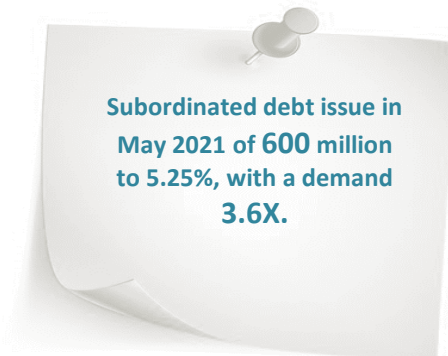 Subordinated debt issue in
May 2021 of 600 million
to 5.25%, with a demand
3.6X.